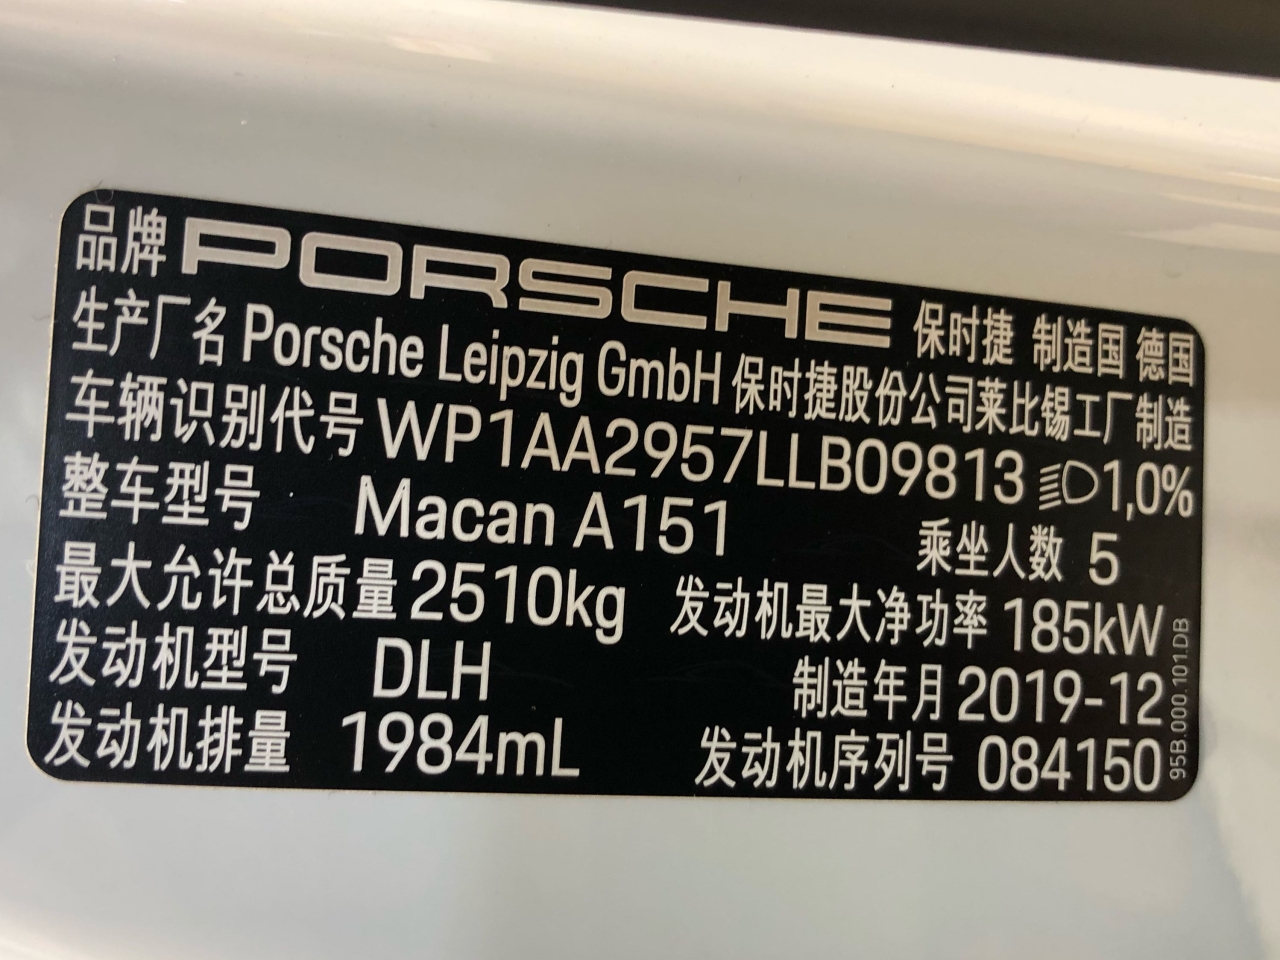 品牌 PORSCHE 保时捷 制造国 德国
生产厂名 Porsche Leipzig GmbH 保时捷股份公司莱比锡工厂制造
车辆识别代号 WP1AA2957LLB09813 1,0%
整车型号 Macan A151 乘坐人数 5
最大允许总质量 2510kg 发动机最大净功率 185kW
发动机型号 DLH 制造年月 2019-12
发动机排量 1984mL 发动机序列号 084150
95B.000.101.DB